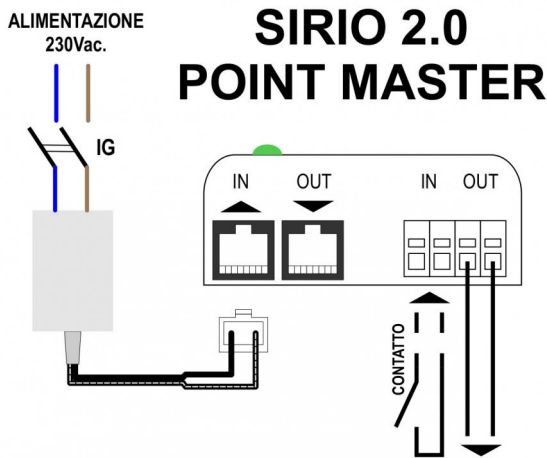 ALIMENTAZIONE
230Vac.
SIRIO 2.0
POINT MASTER
IG
IN
OUT
IN
OUT
CONTATTO